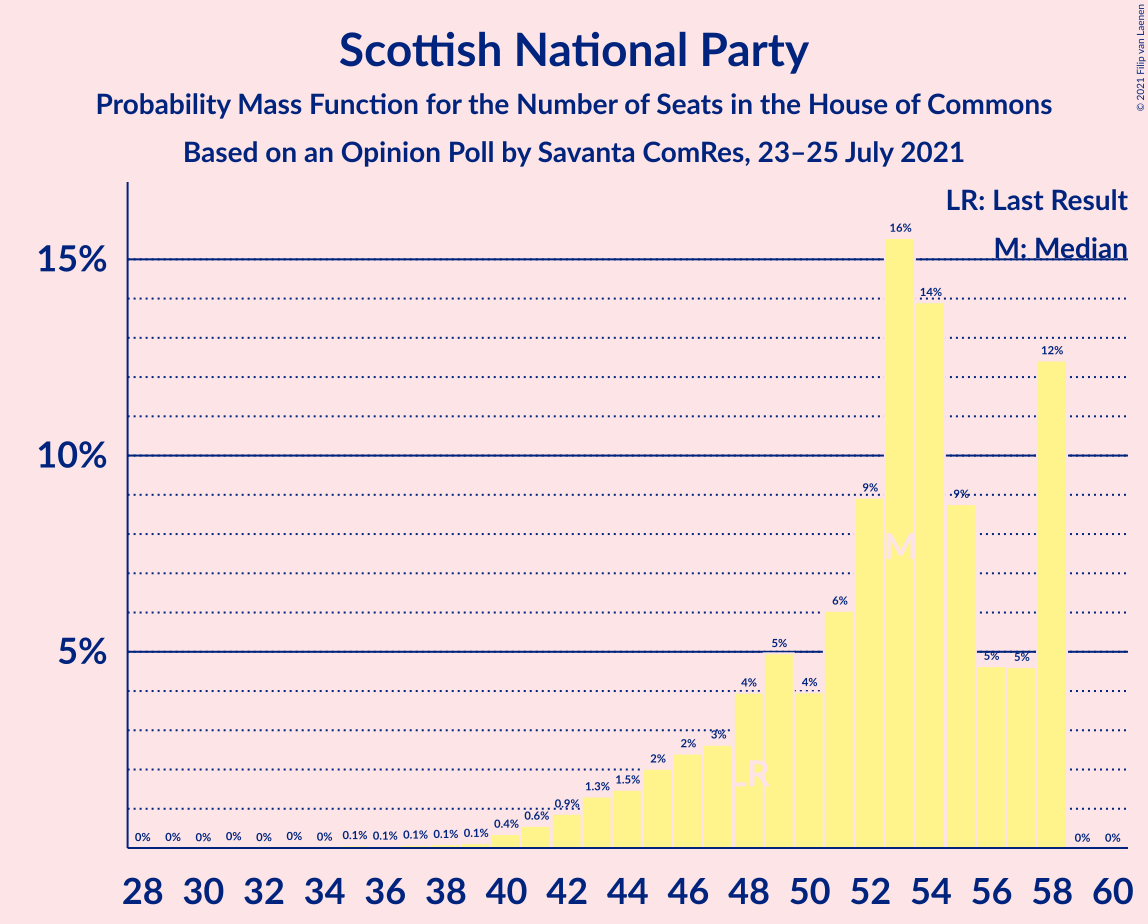 © 2021 Filip van Laenen
Scottish National Party
Probability Mass Function for the Number of Seats in the House of Commons
Based on an Opinion Poll by Savanta ComRes, 23–25 July 2021
LR: Last Result
M: Median
15%
10%
5%
0% 0% 0% 0% 0% 0% 0% 0.1% 0.1% 0.1% 0.1% 0.1% 0.4% 0.6% 0.9% 1.3% 1.5% 2% 2% 3% 4% 5% 4% 6% 9% 16% 14% 9% 5% 5% 12% 0% 0%
M
LR
28 30 32 34 36 38 40 42 44 46 48 50 52 54 56 58 60